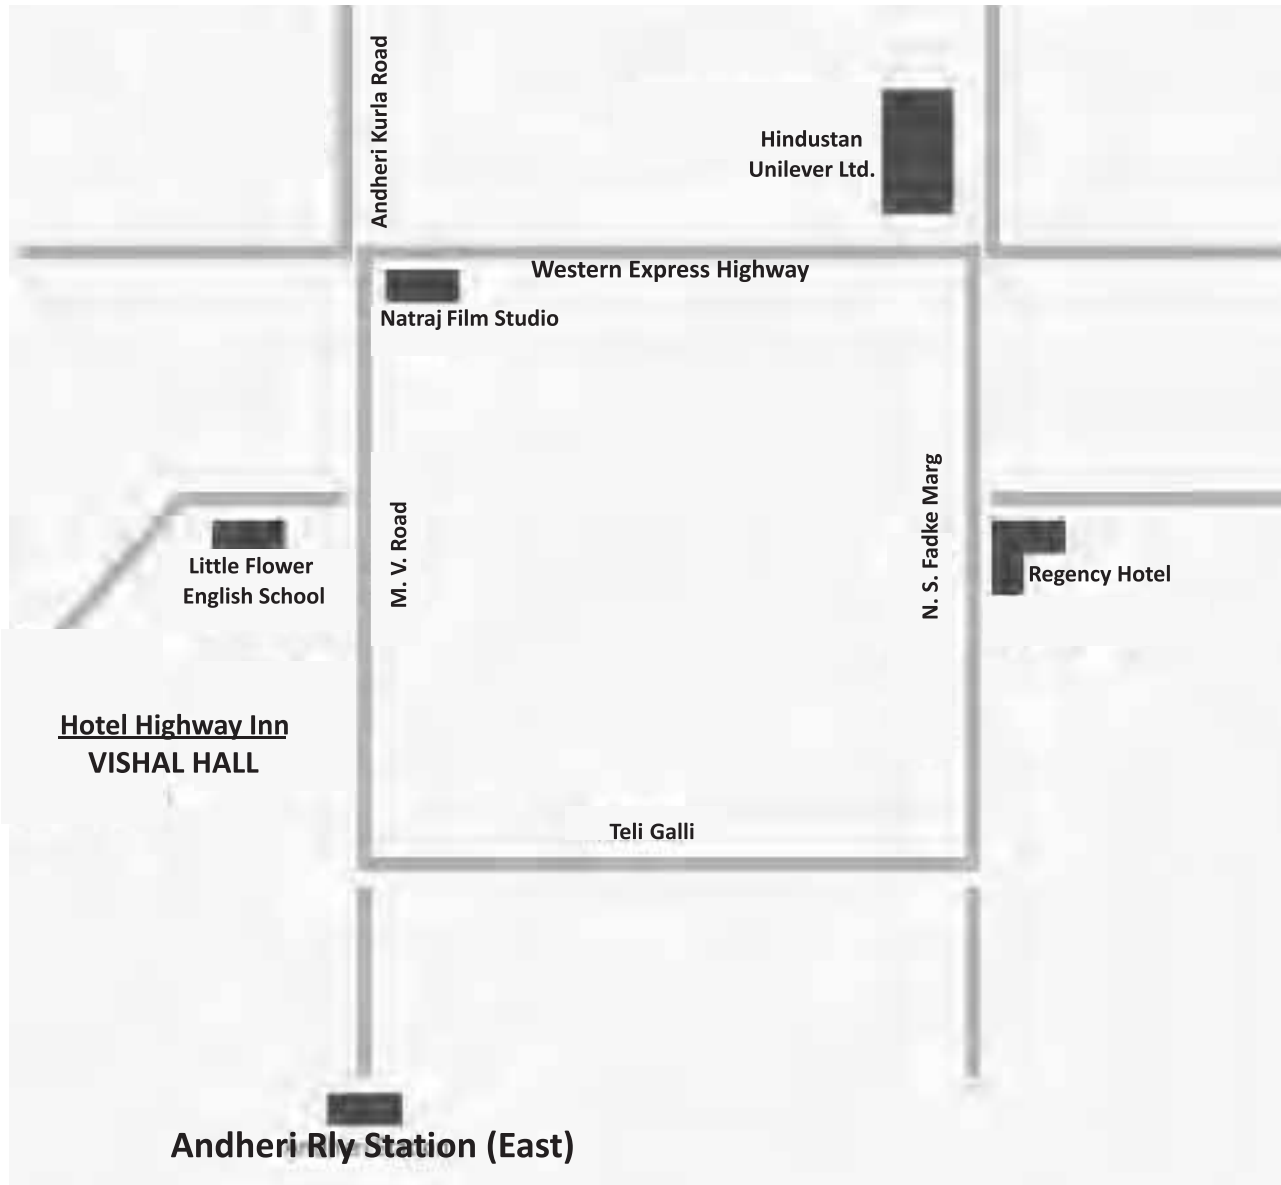 Andheri Kurla Road
Hindustan
Unilever Ltd.
Western Express Highway
Natraj Film Studio
M. V. Road
N. S. Fadke Marg
Little Flower
English School
Regency Hotel
Hotel Highway Inn
VISHAL HALL
Teli Galli
Andheri Rly Station (East)